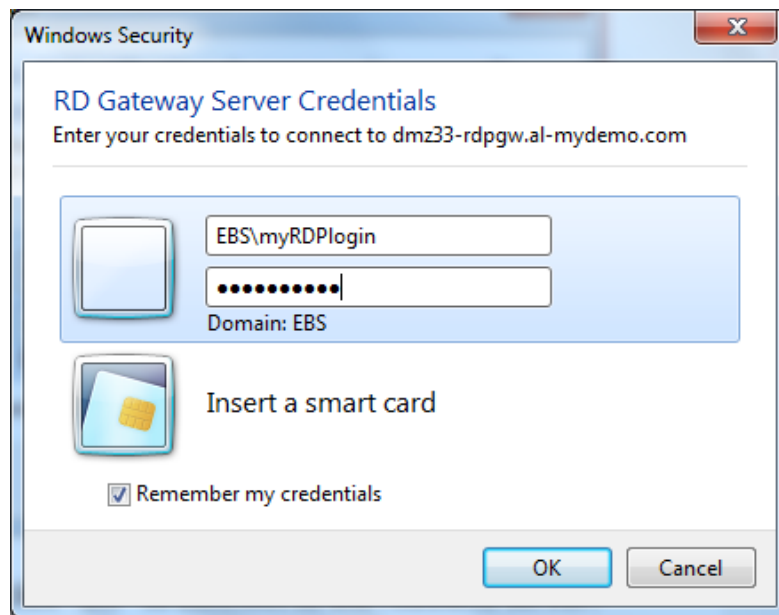 Windows Security
RD Gateway Server Credentials
Enter your credentials to connect to dmz33-rdpgw.al-mydemo.com
EBS\myRDPlogin
●●●●●●●●●●
Domain: EBS
Insert a smart card
Remember my credentials
OK
Cancel